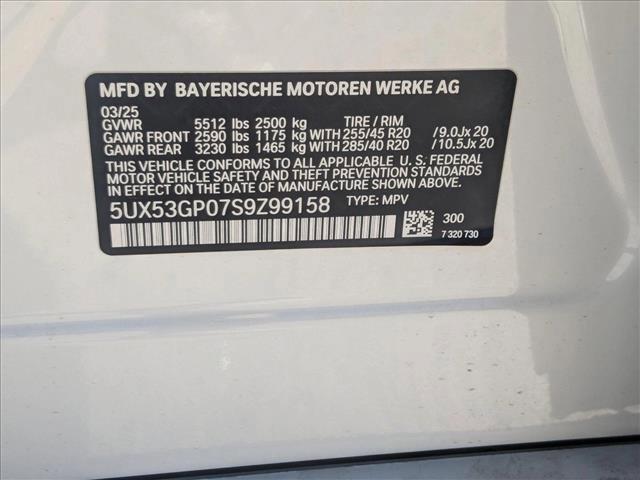 MFD BY BAYERISCHE MOTOREN WERKE AG
03/25
GVWR 5512 lbs 2500 kg TIRE / RIM
GAWR FRONT 2590 lbs 1175 kg WITH 255/45 R20 /9.0Jx 20
GAWR REAR 3230 lbs 1465 kg WITH 285/40 R20 /10.5Jx 20
THIS VEHICLE CONFORMS TO ALL APPLICABLE U. S. FEDERAL
MOTOR VEHICLE SAFETY AND THEFT PREVENTION STANDARDS
IN EFFECT ON THE DATE OF MANUFACTURE SHOWN ABOVE.
5UX53GP07S9Z99158 TYPE: MPV
300
7 320 730